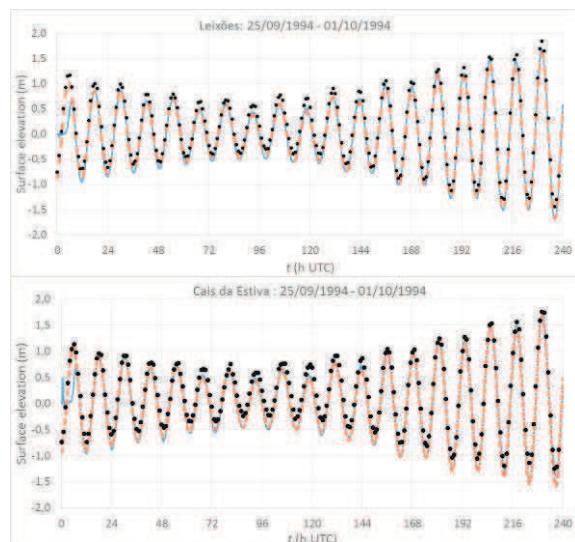 Leixões: 25/09/1994 - 01/10/1994
Surface elevation (m)
2.0
1.5
1.0
0.5
0.0
-0.5
-1.0
-1.5
2.0
0 24 48 72 96 120 144 168 192 216 240
t (h UTC)
Cais da Estiva : 25/09/1994 - 01/10/1994
Surface elevation (m)
2,0
1,5
1,0
0,5
0,0
-0,5
-1,0
-1,5
-2,0
0 24 48 72 96 120 144 168 192 216 240
t (h UTC)